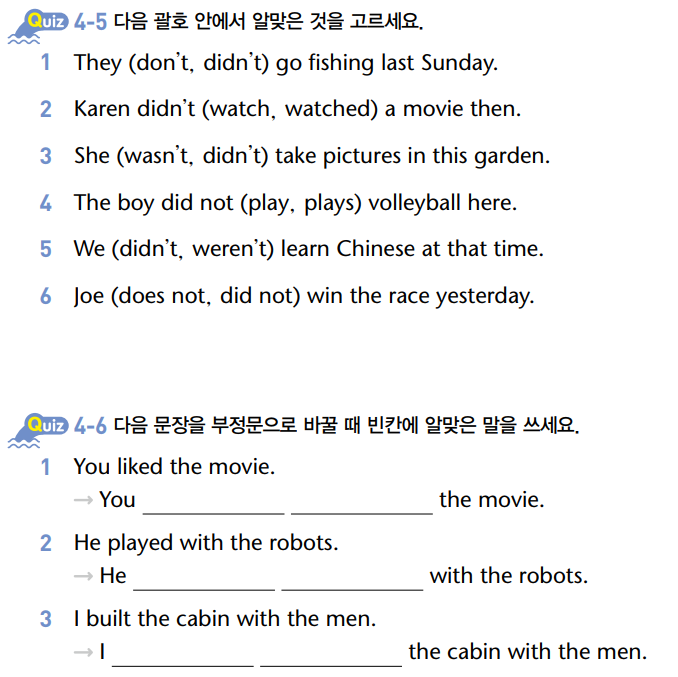 Quiz 4-5 다음 괄호 안에서 알맞은 것을 고르세요.
1 They (don't, didn't) go fishing last Sunday.
2 Karen didn't (watch, watched) a movie then.
3 She (wasn't, didn't) take pictures in this garden.
4 The boy did not (play, plays) volleyball here.
5 We (didn't, weren't) learn Chinese at that time.
6 Joe (does not, did not) win the race yesterday.
Quiz 4-6 다음 문장을 부정문으로 바꿀 때 빈칸에 알맞은 말을 쓰세요.
1 You liked the movie.
→ You ____________ ____________ the movie.
2 He played with the robots.
→ He ____________ ____________ with the robots.
3 I built the cabin with the men.
→ I ____________ ____________ the cabin with the men.